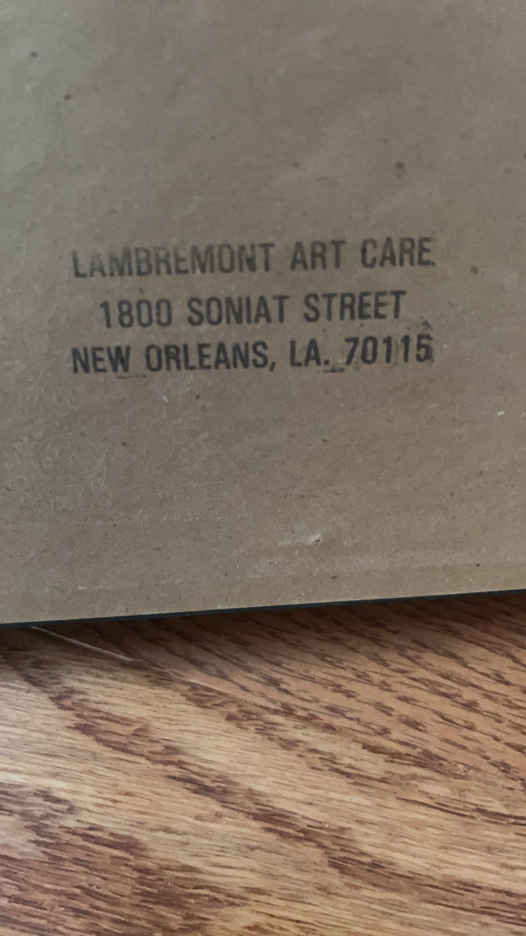 LAMBREMONT ART CARE
1800 SONIAT STREET
NEW ORLEANS, LA. 70115